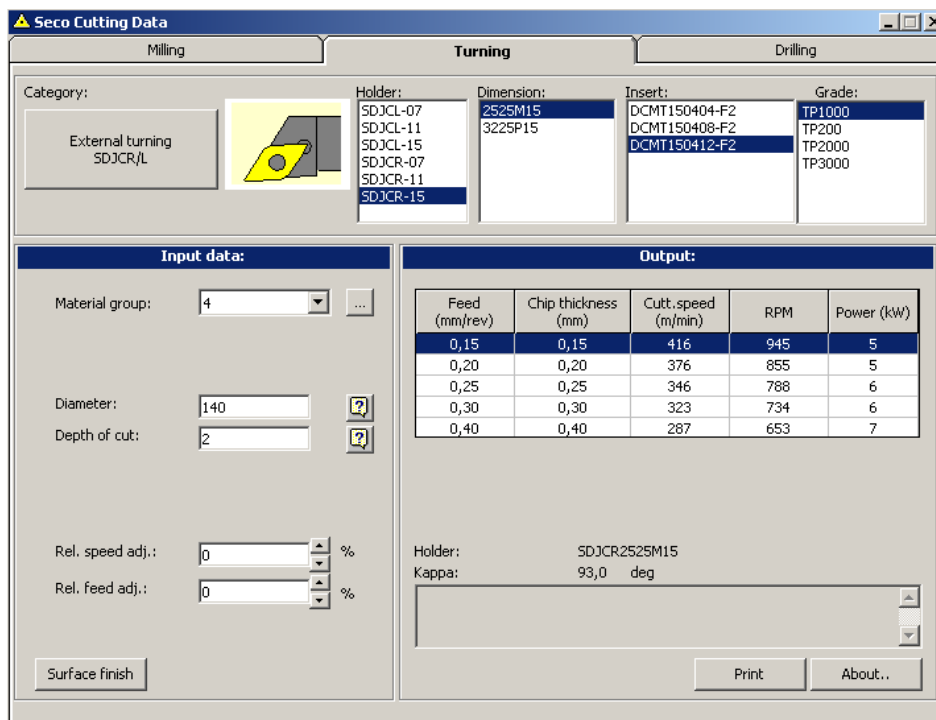 Seco Cutting Data
Milling
Turning
Drilling
Category:
External turning
SDJCR/L
Holder:
SDJCL-07
SDJCL-11
SDJCL-15
SDJCR-07
SDJCR-11
SDJCR-15
Dimension:
2525M15
3225P15
Insert:
DCMT150404-F2
DCMT150408-F2
DCMT150412-F2
Grade:
TP1000
TP200
TP2000
TP3000
Input data:
Material group: 4 ...
Diameter: 140
Depth of cut: 2
Rel. speed adj.: 0 %
Rel. feed adj.: 0 %
Surface finish
Output:
Feed (mm/rev) Chip thickness (mm) Cutt.speed (m/min) RPM Power (kW)
0,15 0,15 416 945 5
0,20 0,20 376 855 5
0,25 0,25 346 788 6
0,30 0,30 323 734 6
0,40 0,40 287 653 7
Holder: SDJCR2525M15
Kappa: 93,0 deg
Print
About..